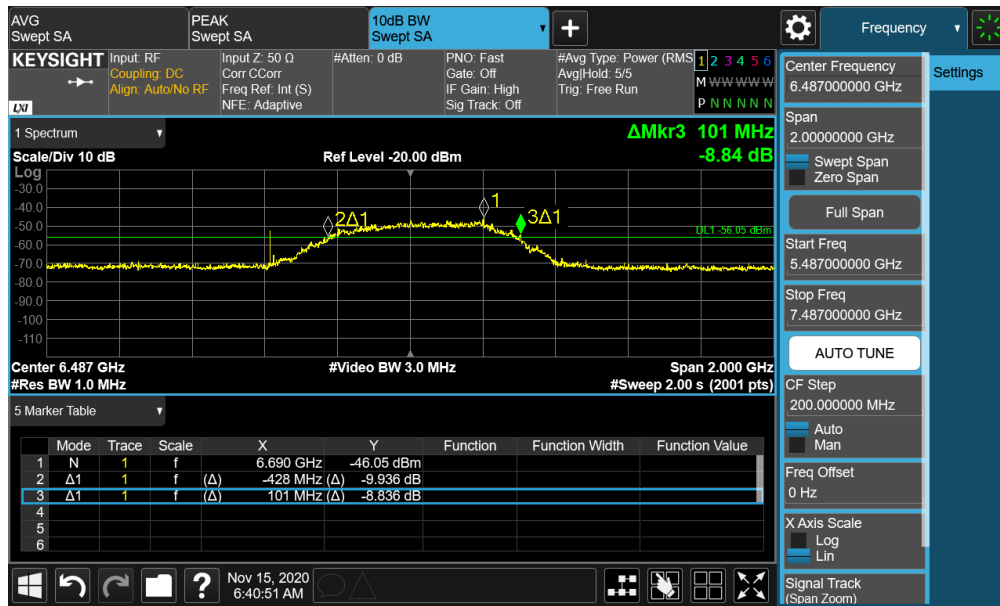 AVG
Swept SA
PEAK
Swept SA
10dB BW
Swept SA
Frequency
KEYSIGHT
LXI
Input: RF
Coupling: DC
Align: Auto/No RF
Input Z: 50 Ω
Corr CCorr
Freq Ref: Int (S)
NFE: Adaptive
#Atten: 0 dB
PNO: Fast
Gate: Off
IF Gain: High
Sig Track: Off
#Avg Type: Power (RMS
Avg|Hold: 5/5
Trig: Free Run
1 2 3 4 5 6
M W W W W W
P N N N N N
1 Spectrum
ΔMkr3 101 MHz
-8.84 dB
Scale/Div 10 dB
Ref Level -20.00 dBm
Log
-30.0
-40.0
-50.0
-60.0
-70.0
-80.0
-90.0
-100
-110
1
2Δ1
3Δ1
DL1 -56.05 dBm
Center 6.487 GHz
#Video BW 3.0 MHz
Span 2.000 GHz
#Res BW 1.0 MHz
#Sweep 2.00 s (2001 pts)
5 Marker Table
Mode Trace Scale X Y Function Function Width Function Value
1 N 1 f 6.690 GHz -46.05 dBm
2 Δ1 1 f (Δ) -428 MHz (Δ) -9.936 dB
3 Δ1 1 f (Δ) 101 MHz (Δ) -8.836 dB
4
5
6
Nov 15, 2020
6:40:51 AM
Settings
Center Frequency
6.487000000 GHz
Span
2.00000000 GHz
Swept Span
Zero Span
Full Span
Start Freq
5.487000000 GHz
Stop Freq
7.487000000 GHz
AUTO TUNE
CF Step
200.000000 MHz
Auto
Man
Freq Offset
0 Hz
X Axis Scale
Log
Lin
Signal Track
(Span Zoom)